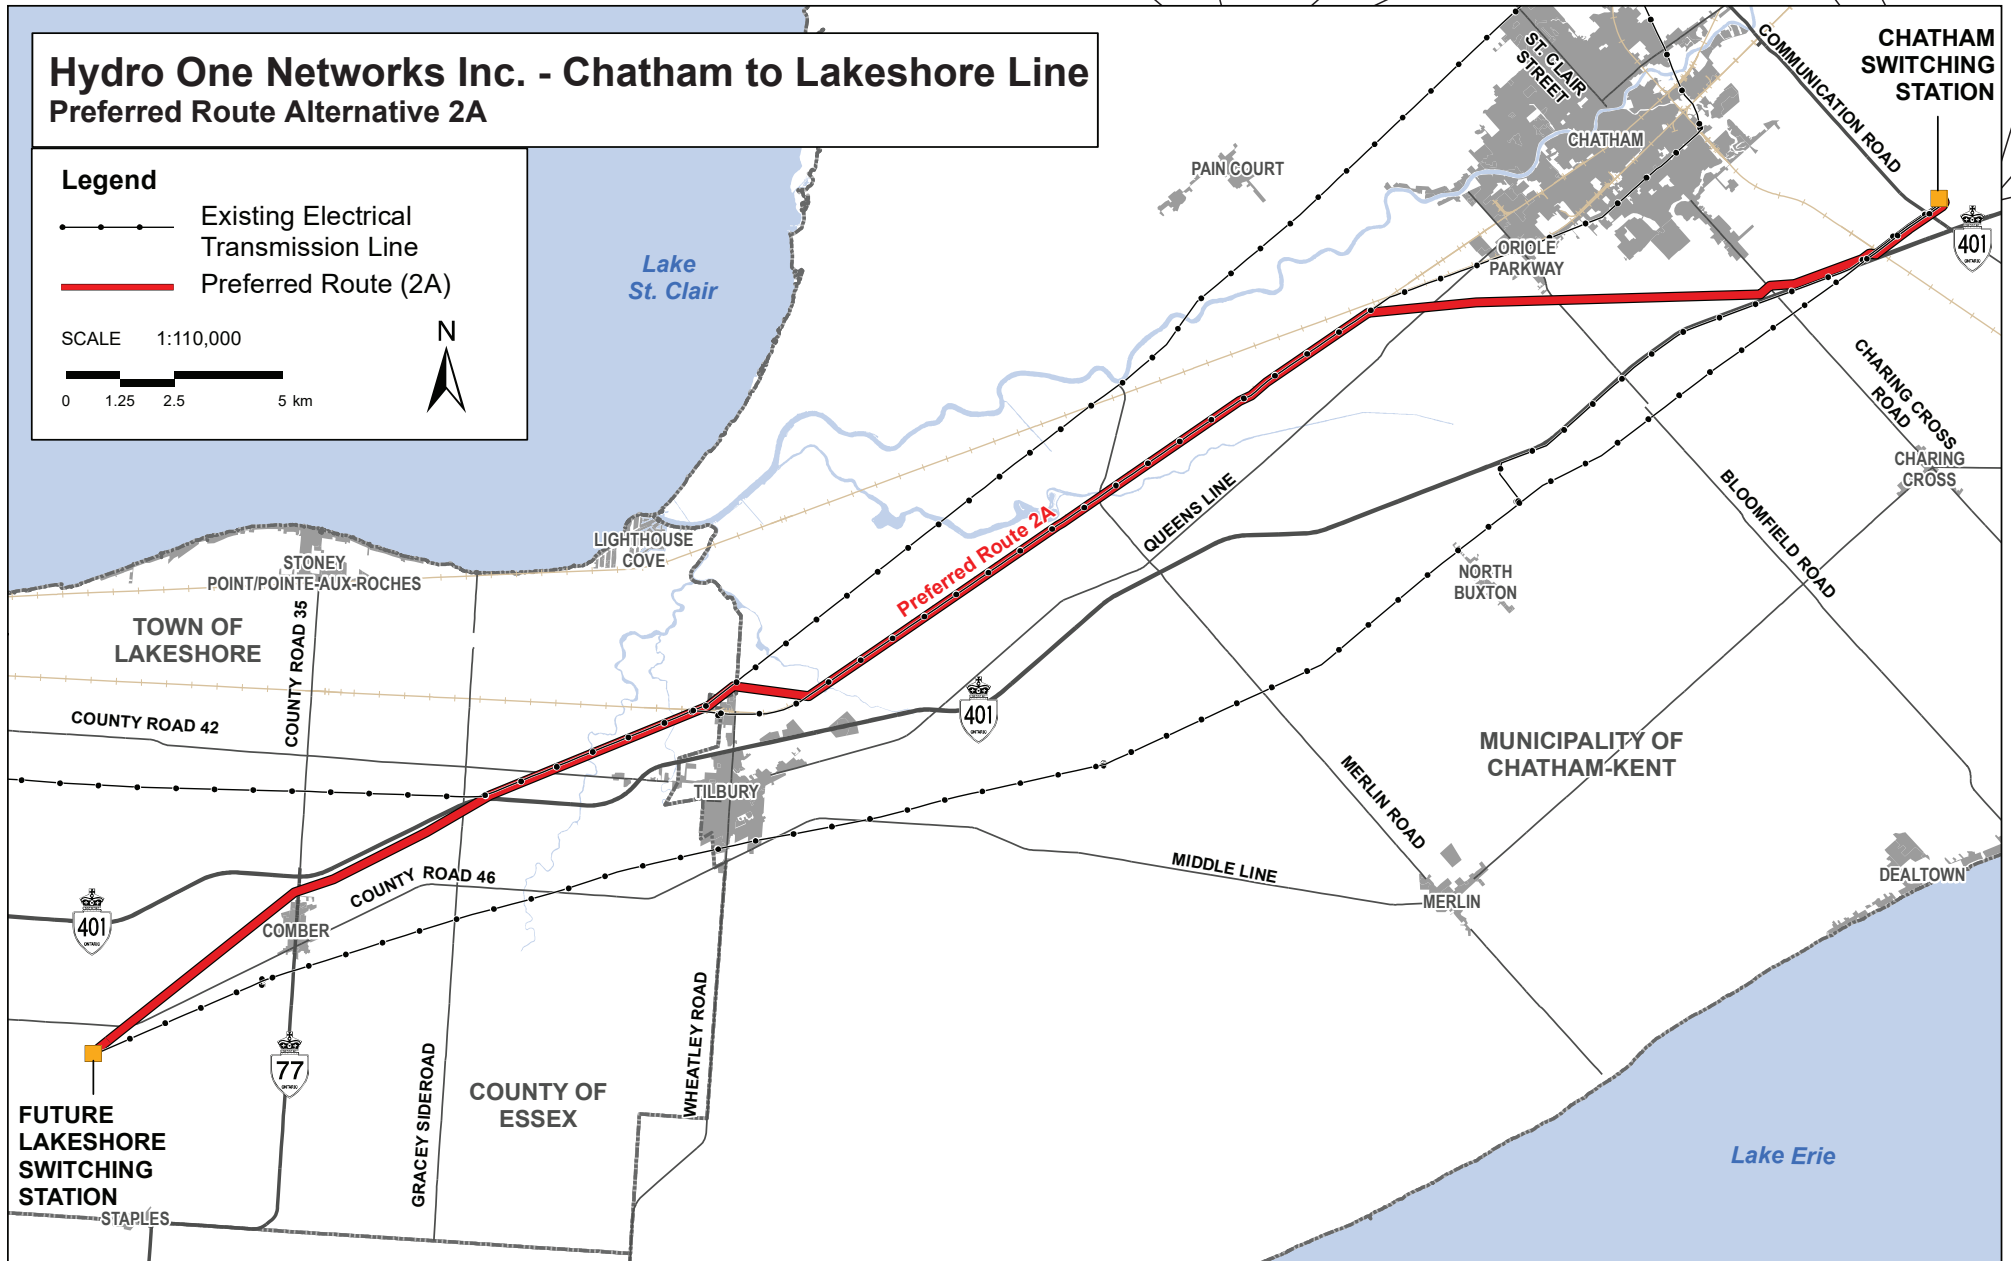 Hydro One Networks Inc. - Chatham to Lakeshore Line
Preferred Route Alternative 2A
Legend
Existing Electrical
Transmission Line
Preferred Route (2A)
SCALE 1:110,000
N
0 1.25 2.5 5 km
Lake
St. Clair
PAIN COURT
ST. CLAIR
STREET
CHATHAM
COMMUNICATION ROAD
CHATHAM
SWITCHING
STATION
401
ONTARIO
ORIOLE
PARKWAY
CHARING CROSS
ROAD
CHARING
CROSS
BLOOMFIELD ROAD
QUEENS LINE
Preferred Route 2A
LIGHTHOUSE
COVE
STONEY
POINT/POINTE-AUX-ROCHES
NORTH
BUXTON
TOWN OF
LAKESHORE
COUNTY ROAD 35
COUNTY ROAD 42
401
ONTARIO
MUNICIPALITY OF
CHATHAM-KENT
TILBURY
MERLIN ROAD
MIDDLE LINE
MERLIN
DEALTOWN
COUNTY ROAD 46
401
ONTARIO
COMBER
77
ONTARIO
WHEATLEY ROAD
GRACEY SIDEROAD
COUNTY OF
ESSEX
FUTURE
LAKESHORE
SWITCHING
STATION
STAPLES
Lake Erie